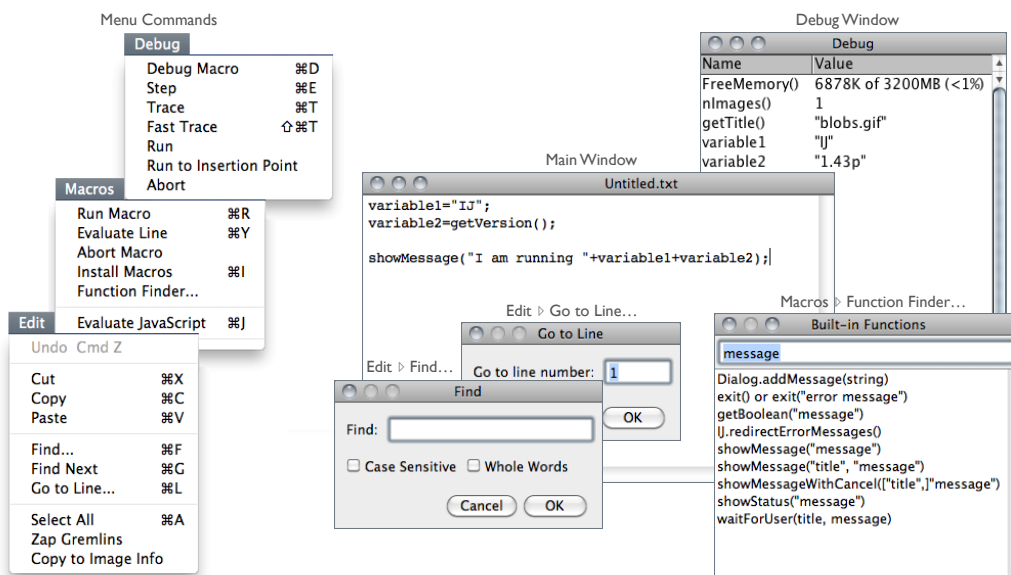 Menu Commands
Debug
Debug Macro ⌘D
Step ⌘E
Trace ⌘T
Fast Trace ⇧⌘T
Run
Run to Insertion Point
Abort
Macros
Run Macro ⌘R
Evaluate Line ⌘Y
Abort Macro
Install Macros ⌘I
Function Finder...
Evaluate JavaScript ⌘J
Edit
Undo Cmd Z
Cut ⌘X
Copy ⌘C
Paste ⌘V
Find... ⌘F
Find Next ⌘G
Go to Line... ⌘L
Select All ⌘A
Zap Gremlins
Copy to Image Info
Main Window
Untitled.txt
variable1="IJ";
variable2=getVersion();
showMessage("I am running "+variable1+variable2);
Edit ▹ Go to Line…
Go to Line
Go to line number: 1
OK
Edit ▹ Find…
Find
Find:
Case Sensitive Whole Words
Cancel OK
Debug Window
Debug
Name Value
FreeMemory() 6878K of 3200MB (<1%)
nImages() 1
getTitle() "blobs.gif"
variable1 "IJ"
variable2 "1.43p"
Macros ▹ Function Finder…
Built-in Functions
message
Dialog.addMessage(string)
exit() or exit("error message")
getBoolean("message")
IJ.redirectErrorMessages()
showMessage("message")
showMessage("title", "message")
showMessageWithCancel(["title",]"message")
showStatus("message")
waitForUser(title, message)